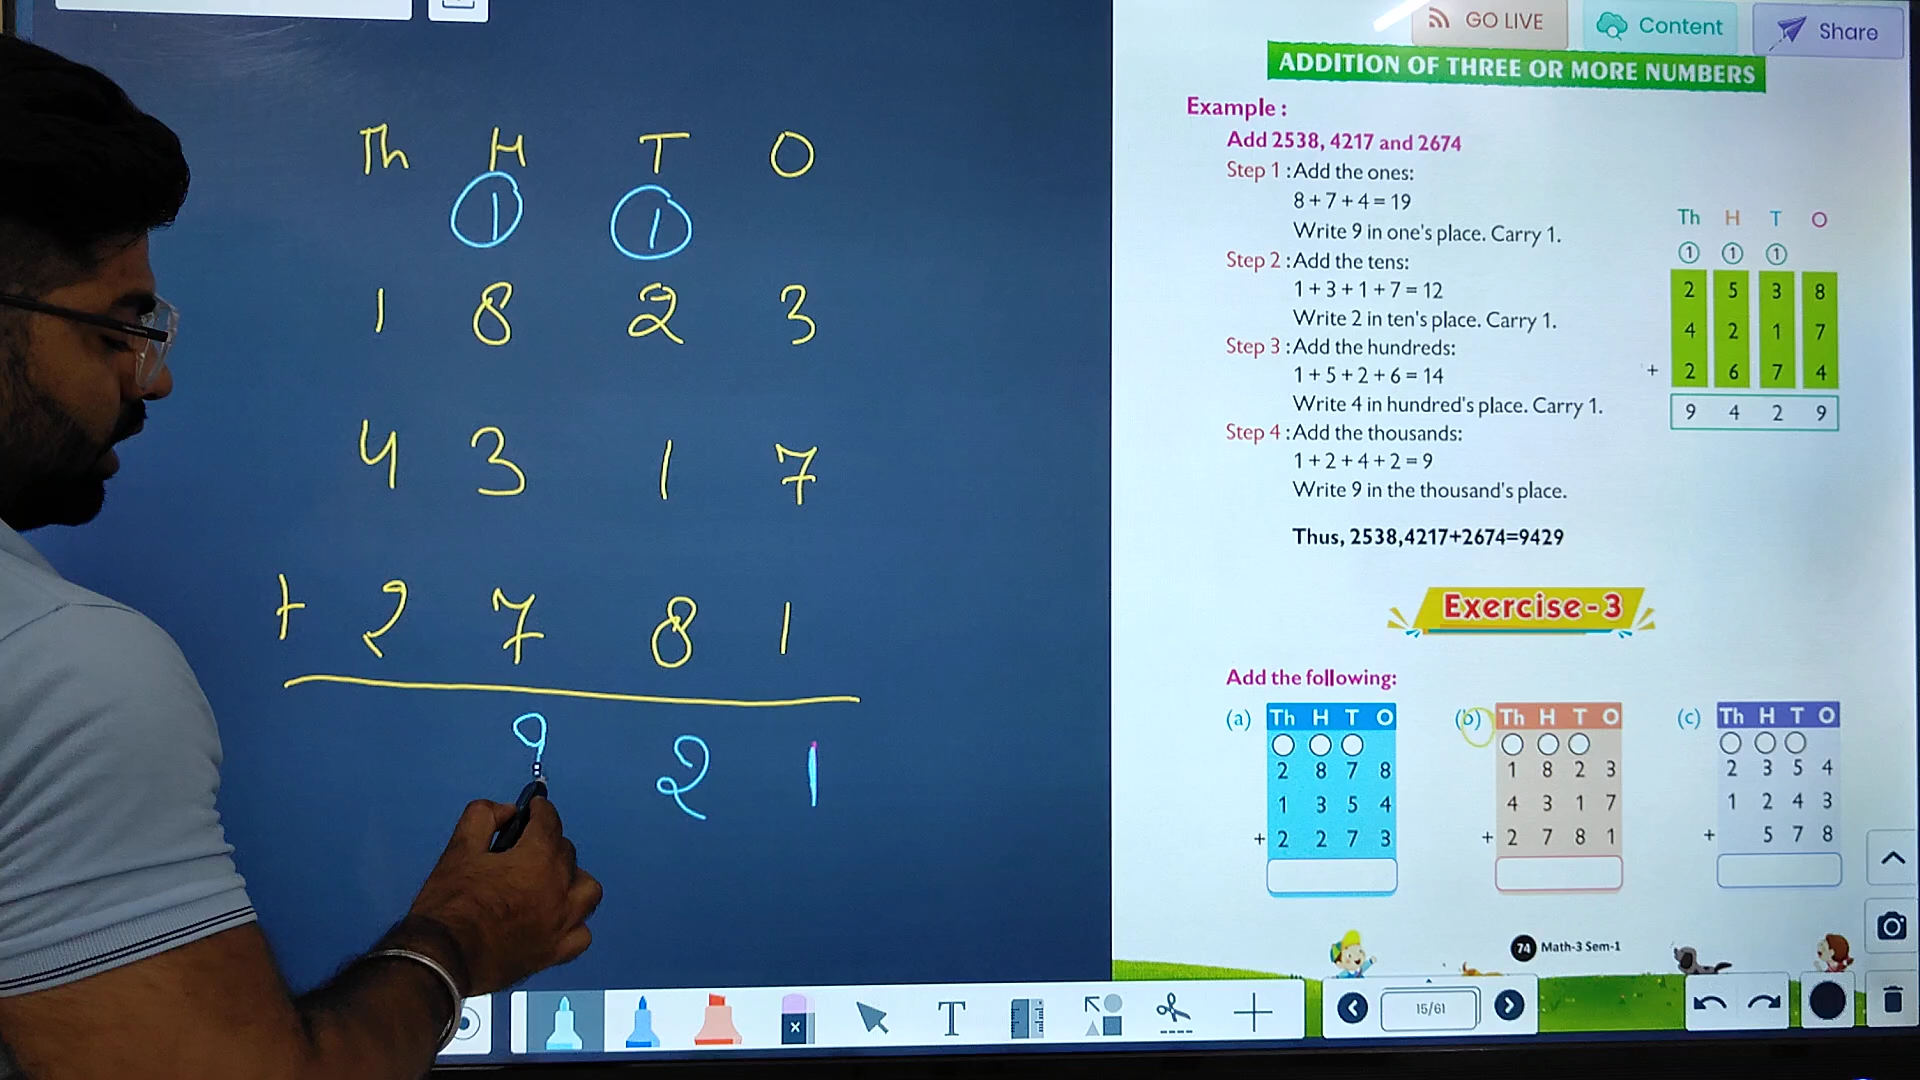 Th H T O
1 1
1 8 2 3
4 3 1 7
+ 2 7 8 1
9 2 1
GO LIVE
Content
Share
ADDITION OF THREE OR MORE NUMBERS
Example :
Add 2538, 4217 and 2674
Step 1 : Add the ones:
8 + 7 + 4 = 19
Write 9 in one's place. Carry 1.
Step 2 : Add the tens:
1 + 3 + 1 + 7 = 12
Write 2 in ten's place. Carry 1.
Step 3 : Add the hundreds:
1 + 5 + 2 + 6 = 14
Write 4 in hundred's place. Carry 1.
Step 4 : Add the thousands:
1 + 2 + 4 + 2 = 9
Write 9 in the thousand's place.
Thus, 2538,4217+2674=9429
Th H T O
1 1 1
2 5 3 8
4 2 1 7
+ 2 6 7 4
9 4 2 9
Exercise-3
Add the following:
(a) Th H T O
2 8 7 8
1 3 5 4
+ 2 2 7 3
(b) Th H T O
1 8 2 3
4 3 1 7
+ 2 7 8 1
(c) Th H T O
2 3 5 4
1 2 4 3
+ 5 7 8
74 Math-3 Sem-1
T
15/61